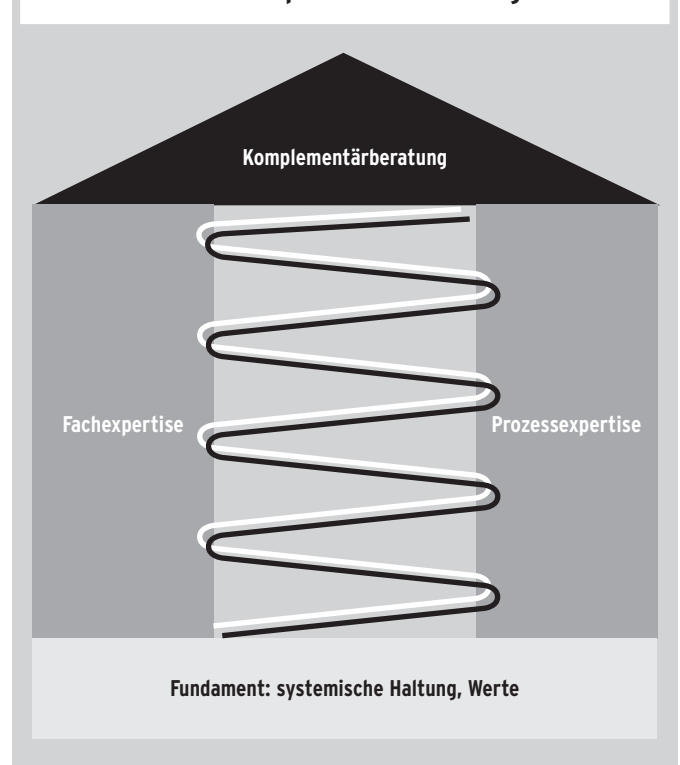 Komplementärberatung
Fachexpertise
Prozessexpertise
Fundament: systemische Haltung, Werte